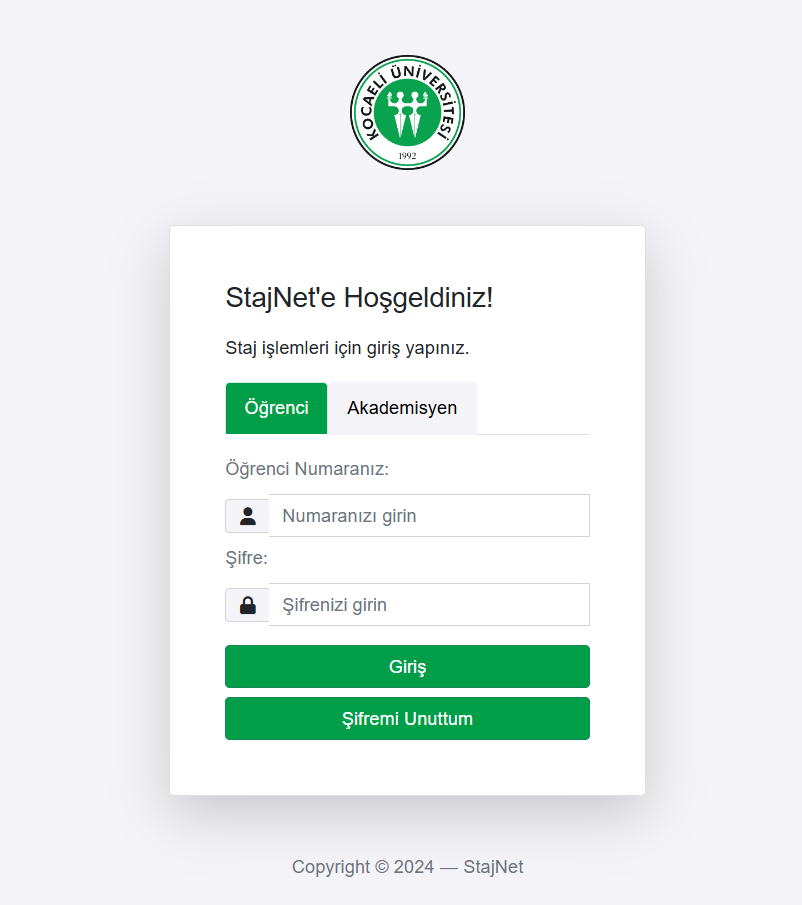 KOCAELİ ÜNİVERSİTESİ
1992
StajNet'e Hoşgeldiniz!
Staj işlemleri için giriş yapınız.
Öğrenci Akademisyen
Öğrenci Numaranız:
Numaranızı girin
Şifre:
Şifrenizi girin
Giriş
Şifremi Unuttum
Copyright © 2024 — StajNet